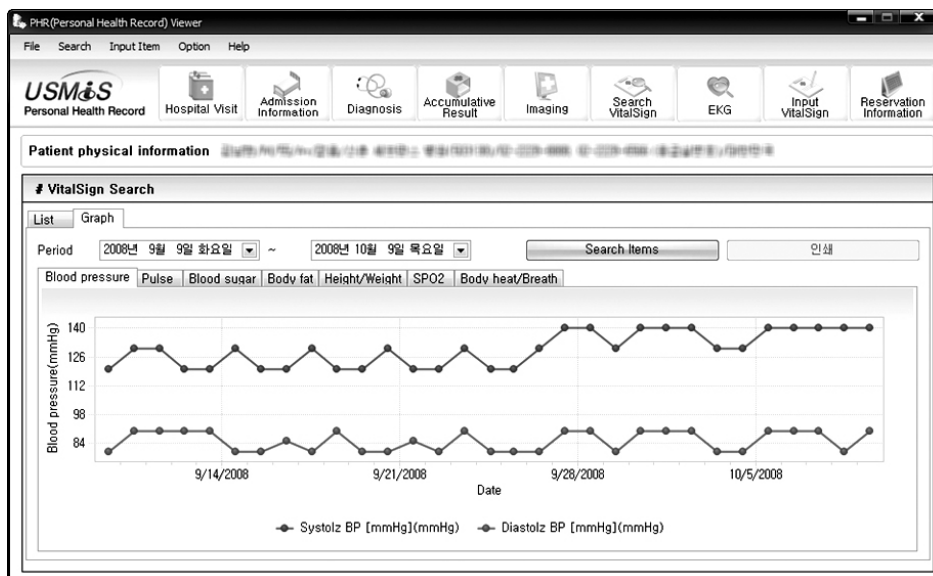 PHR(Personal Health Record) Viewer
File Search Input Item Option Help
USMiS
Personal Health Record
Hospital Visit
Admission Information
Diagnosis
Accumulative Result
Imaging
Search VitalSign
EKG
Input VitalSign
Reservation Information
Patient physical information
# VitalSign Search
List Graph
Period 2008년 9월 9일 화요일 ~ 2008년 10월 9일 목요일 Search Items 인쇄
Blood pressure Pulse Blood sugar Body fat Height/Weight SPO2 Body heat/Breath
Blood pressure(mmHg)
140
126
112
98
84
9/14/2008 9/21/2008 9/28/2008 10/5/2008
Date
Systolz BP [mmHg](mmHg) Diastolz BP [mmHg](mmHg)